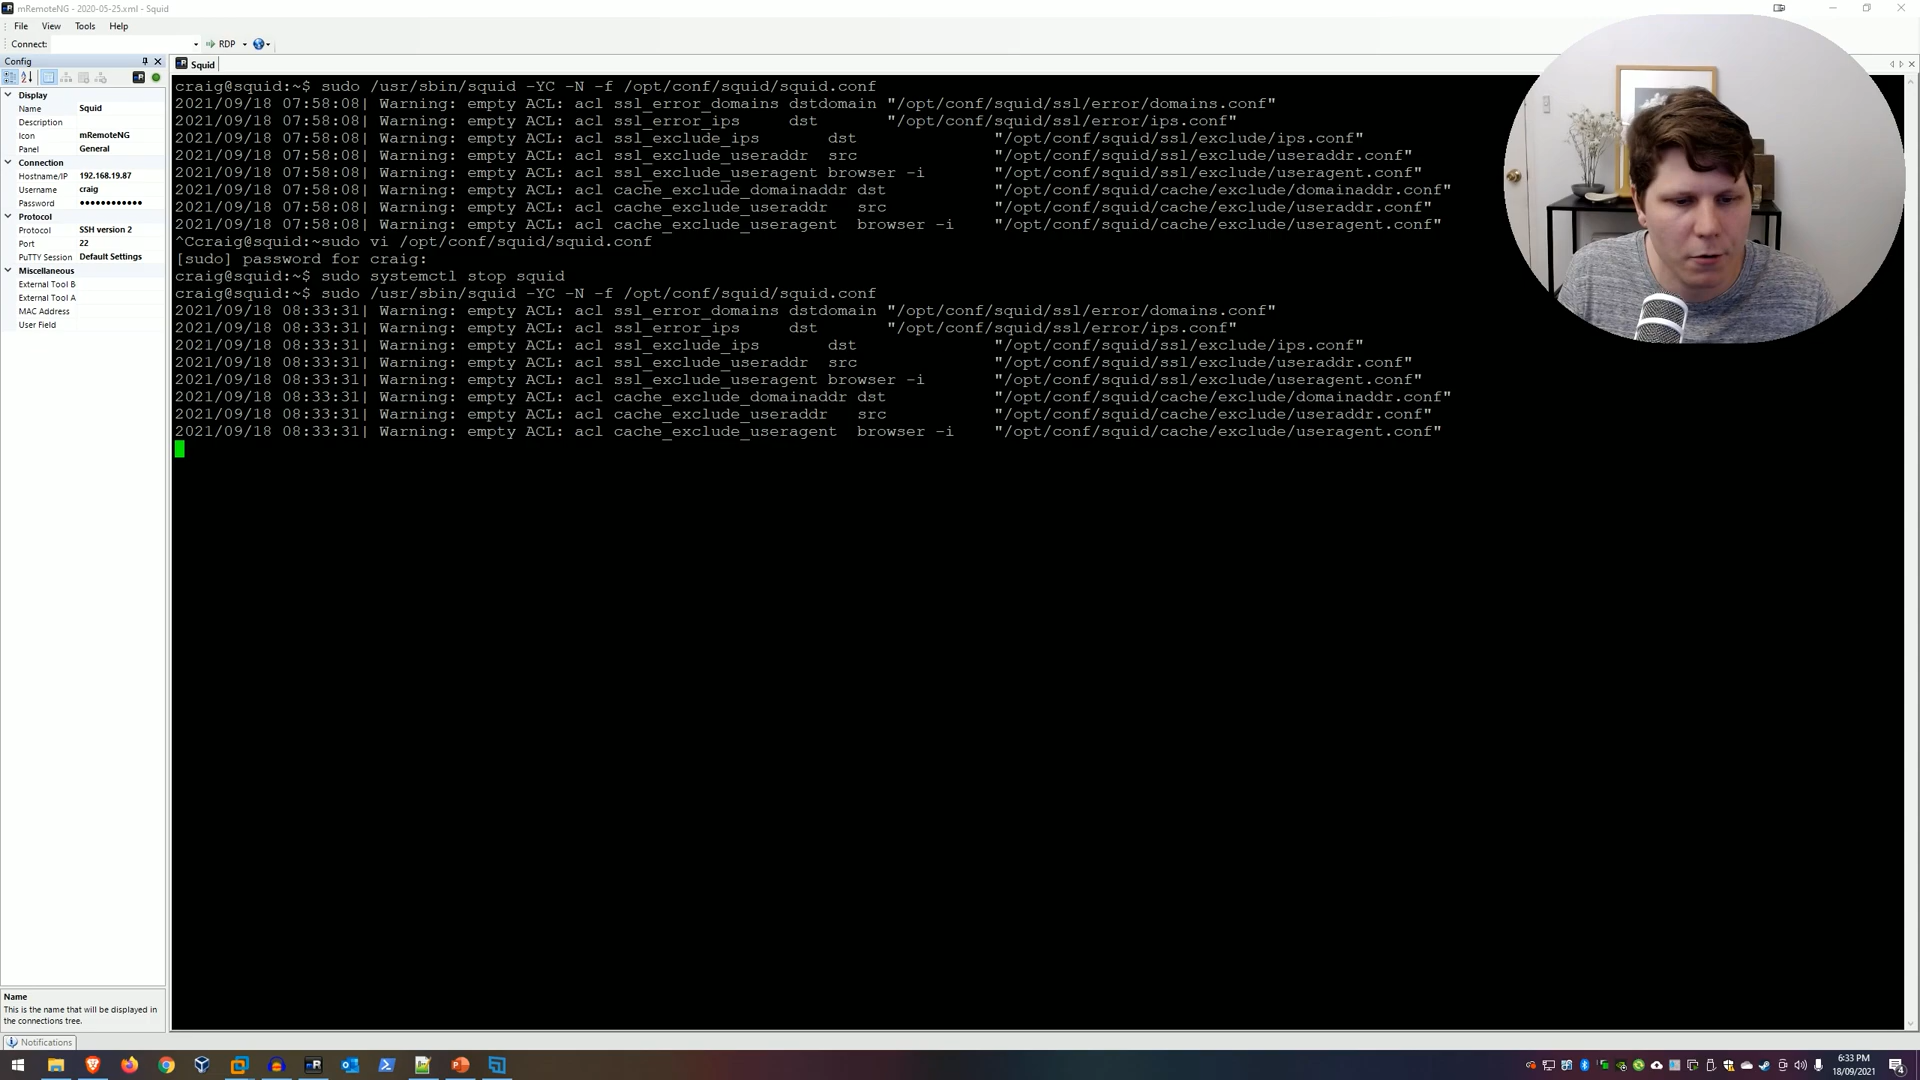 mRemoteNG - 2020-05-25.xml - Squid
File View Tools Help
Connect: RDP
Config
Squid
Display
Name Squid
Description
Icon mRemoteNG
Panel General
Connection
Hostname/IP 192.168.19.87
Username craig
Password ••••••••••••
Protocol
Protocol SSH version 2
Port 22
PuTTY Session Default Settings
Miscellaneous
External Tool B
External Tool A
MAC Address
User Field
craig@squid:~$ sudo /usr/sbin/squid -YC -N -f /opt/conf/squid/squid.conf
2021/09/18 07:58:08| Warning: empty ACL: acl ssl_error_domains dstdomain "/opt/conf/squid/ssl/error/domains.conf"
2021/09/18 07:58:08| Warning: empty ACL: acl ssl_error_ips dst "/opt/conf/squid/ssl/error/ips.conf"
2021/09/18 07:58:08| Warning: empty ACL: acl ssl_exclude_ips dst "/opt/conf/squid/ssl/exclude/ips.conf"
2021/09/18 07:58:08| Warning: empty ACL: acl ssl_exclude_useraddr src "/opt/conf/squid/ssl/exclude/useraddr.conf"
2021/09/18 07:58:08| Warning: empty ACL: acl ssl_exclude_useragent browser -i "/opt/conf/squid/ssl/exclude/useragent.conf"
2021/09/18 07:58:08| Warning: empty ACL: acl cache_exclude_domainaddr dst "/opt/conf/squid/cache/exclude/domainaddr.conf"
2021/09/18 07:58:08| Warning: empty ACL: acl cache_exclude_useraddr src "/opt/conf/squid/cache/exclude/useraddr.conf"
2021/09/18 07:58:08| Warning: empty ACL: acl cache_exclude_useragent browser -i "/opt/conf/squid/cache/exclude/useragent.conf"
^Ccraig@squid:~sudo vi /opt/conf/squid/squid.conf
[sudo] password for craig:
craig@squid:~$ sudo systemctl stop squid
craig@squid:~$ sudo /usr/sbin/squid -YC -N -f /opt/conf/squid/squid.conf
2021/09/18 08:33:31| Warning: empty ACL: acl ssl_error_domains dstdomain "/opt/conf/squid/ssl/error/domains.conf"
2021/09/18 08:33:31| Warning: empty ACL: acl ssl_error_ips dst "/opt/conf/squid/ssl/error/ips.conf"
2021/09/18 08:33:31| Warning: empty ACL: acl ssl_exclude_ips dst "/opt/conf/squid/ssl/exclude/ips.conf"
2021/09/18 08:33:31| Warning: empty ACL: acl ssl_exclude_useraddr src "/opt/conf/squid/ssl/exclude/useraddr.conf"
2021/09/18 08:33:31| Warning: empty ACL: acl ssl_exclude_useragent browser -i "/opt/conf/squid/ssl/exclude/useragent.conf"
2021/09/18 08:33:31| Warning: empty ACL: acl cache_exclude_domainaddr dst "/opt/conf/squid/cache/exclude/domainaddr.conf"
2021/09/18 08:33:31| Warning: empty ACL: acl cache_exclude_useraddr src "/opt/conf/squid/cache/exclude/useraddr.conf"
2021/09/18 08:33:31| Warning: empty ACL: acl cache_exclude_useragent browser -i "/opt/conf/squid/cache/exclude/useragent.conf"
Name
This is the name that will be displayed in
the connections tree.
Notifications
6:33 PM
18/09/2021
4